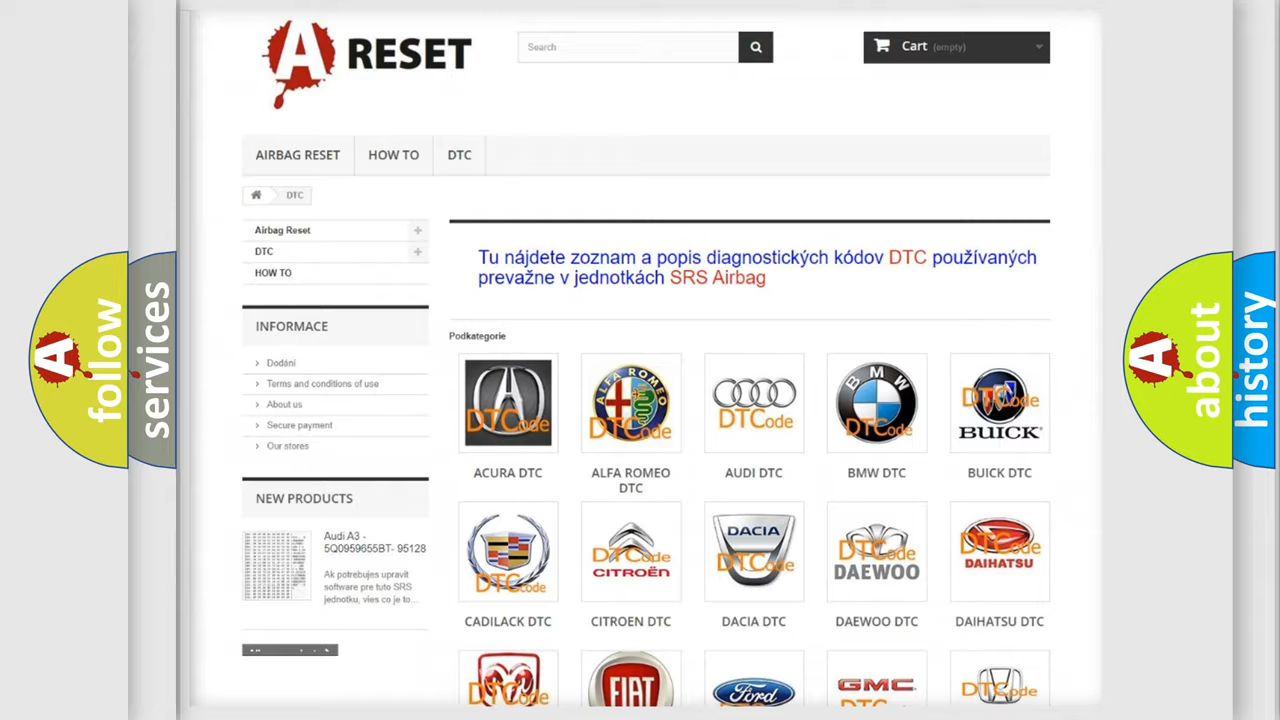 A RESET
Search
Cart (empty)
AIRBAG RESET
HOW TO
DTC
DTC
Airbag Reset
DTC
HOW TO
Tu nájdete zoznam a popis diagnostických kódov DTC používaných
prevažne v jednotkách SRS Airbag
INFORMACE
Dodání
Terms and conditions of use
About us
Secure payment
Our stores
NEW PRODUCTS
Audi A3 -
5Q0959655BT- 95128
Ak potrebujes upravit
software pre tuto SRS
jednotku, vies co je to...
Podkategorie
DTCode
ALFA ROMEO
DTCode
DTCode
BMW
DTCode
DTCode
BUICK
ACURA DTC
ALFA ROMEO
DTC
AUDI DTC
BMW DTC
BUICK DTC
DTCode
DTCode
CITROËN
DACIA
DTCode
DTCode
DAEWOO
DTCode
DAIHATSU
CADILACK DTC
CITROEN DTC
DACIA DTC
DAEWOO DTC
DAIHATSU DTC
DTCode
FIAT
Ford
GMC
DTCode
A follow
services
A about
history